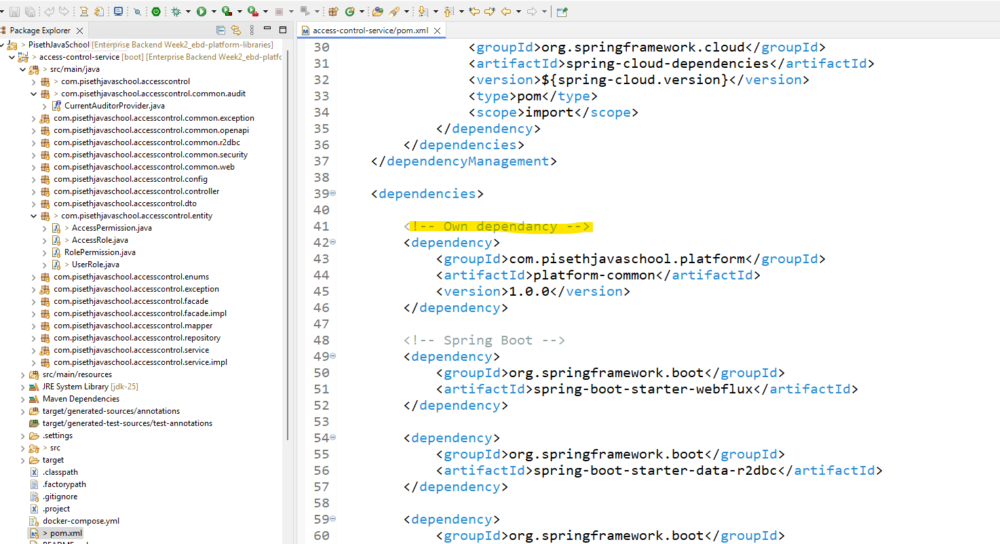 Package Explorer
> PisethJavaSchool [Enterprise Backend Week2_ebd-platform-libraries]
> access-control-service [boot] [Enterprise Backend Week2_ebd-platfc
> src/main/java
> com.pisethjavaschool.accesscontrol
> com.pisethjavaschool.accesscontrol.common.audit
CurrentAuditorProvider.java
com.pisethjavaschool.accesscontrol.common.exception
com.pisethjavaschool.accesscontrol.common.openapi
com.pisethjavaschool.accesscontrol.common.r2dbc
com.pisethjavaschool.accesscontrol.common.security
com.pisethjavaschool.accesscontrol.common.web
com.pisethjavaschool.accesscontrol.config
com.pisethjavaschool.accesscontrol.controller
com.pisethjavaschool.accesscontrol.dto
> com.pisethjavaschool.accesscontrol.entity
> AccessPermission.java
> AccessRole.java
RolePermission.java
> UserRole.java
com.pisethjavaschool.accesscontrol.enums
com.pisethjavaschool.accesscontrol.exception
com.pisethjavaschool.accesscontrol.facade
com.pisethjavaschool.accesscontrol.facade.impl
com.pisethjavaschool.accesscontrol.mapper
com.pisethjavaschool.accesscontrol.repository
com.pisethjavaschool.accesscontrol.service
com.pisethjavaschool.accesscontrol.service.impl
src/main/resources
JRE System Library [jdk-25]
Maven Dependencies
target/generated-sources/annotations
target/generated-test-sources/test-annotations
.settings
> src
target
.classpath
.factorypath
.gitignore
.project
docker-compose.yml
> pom.xml
access-control-service/pom.xml
30 <groupId>org.springframework.cloud</groupId>
31 <artifactId>spring-cloud-dependencies</artifactId>
32 <version>${spring-cloud.version}</version>
33 <type>pom</type>
34 <scope>import</scope>
35 </dependency>
36 </dependencies>
37 </dependencyManagement>
38
39 <dependencies>
40
41 <!-- Own dependancy -->
42 <dependency>
43 <groupId>com.pisethjavaschool.platform</groupId>
44 <artifactId>platform-common</artifactId>
45 <version>1.0.0</version>
46 </dependency>
47
48 <!-- Spring Boot -->
49 <dependency>
50 <groupId>org.springframework.boot</groupId>
51 <artifactId>spring-boot-starter-webflux</artifactId>
52 </dependency>
53
54 <dependency>
55 <groupId>org.springframework.boot</groupId>
56 <artifactId>spring-boot-starter-data-r2dbc</artifactId>
57 </dependency>
58
59 <dependency>
60 <groupId>org.springframework.boot</groupId>